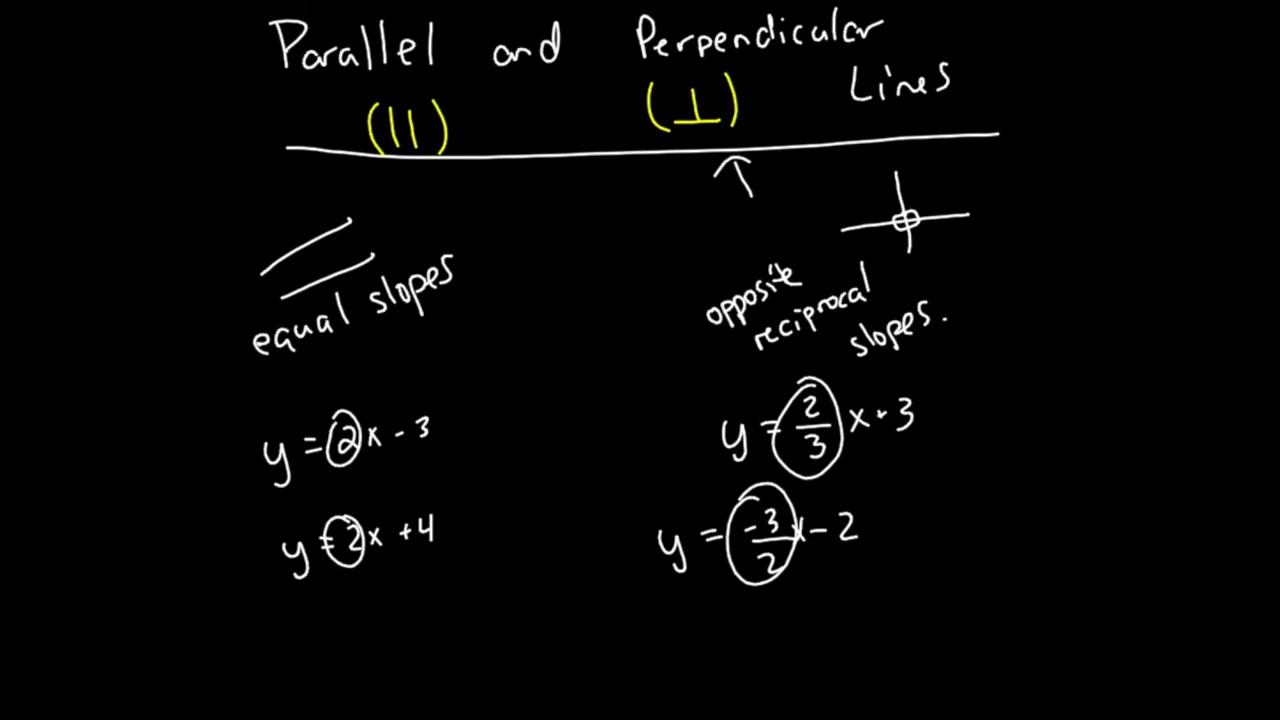 Parallel and Perpendicular
Lines
(||) (⊥)
equal slopes
opposite
reciprocal
slopes.
y = 2x - 3
y = 2x + 4
y = 2/3 x + 3
y = -3/2 x - 2